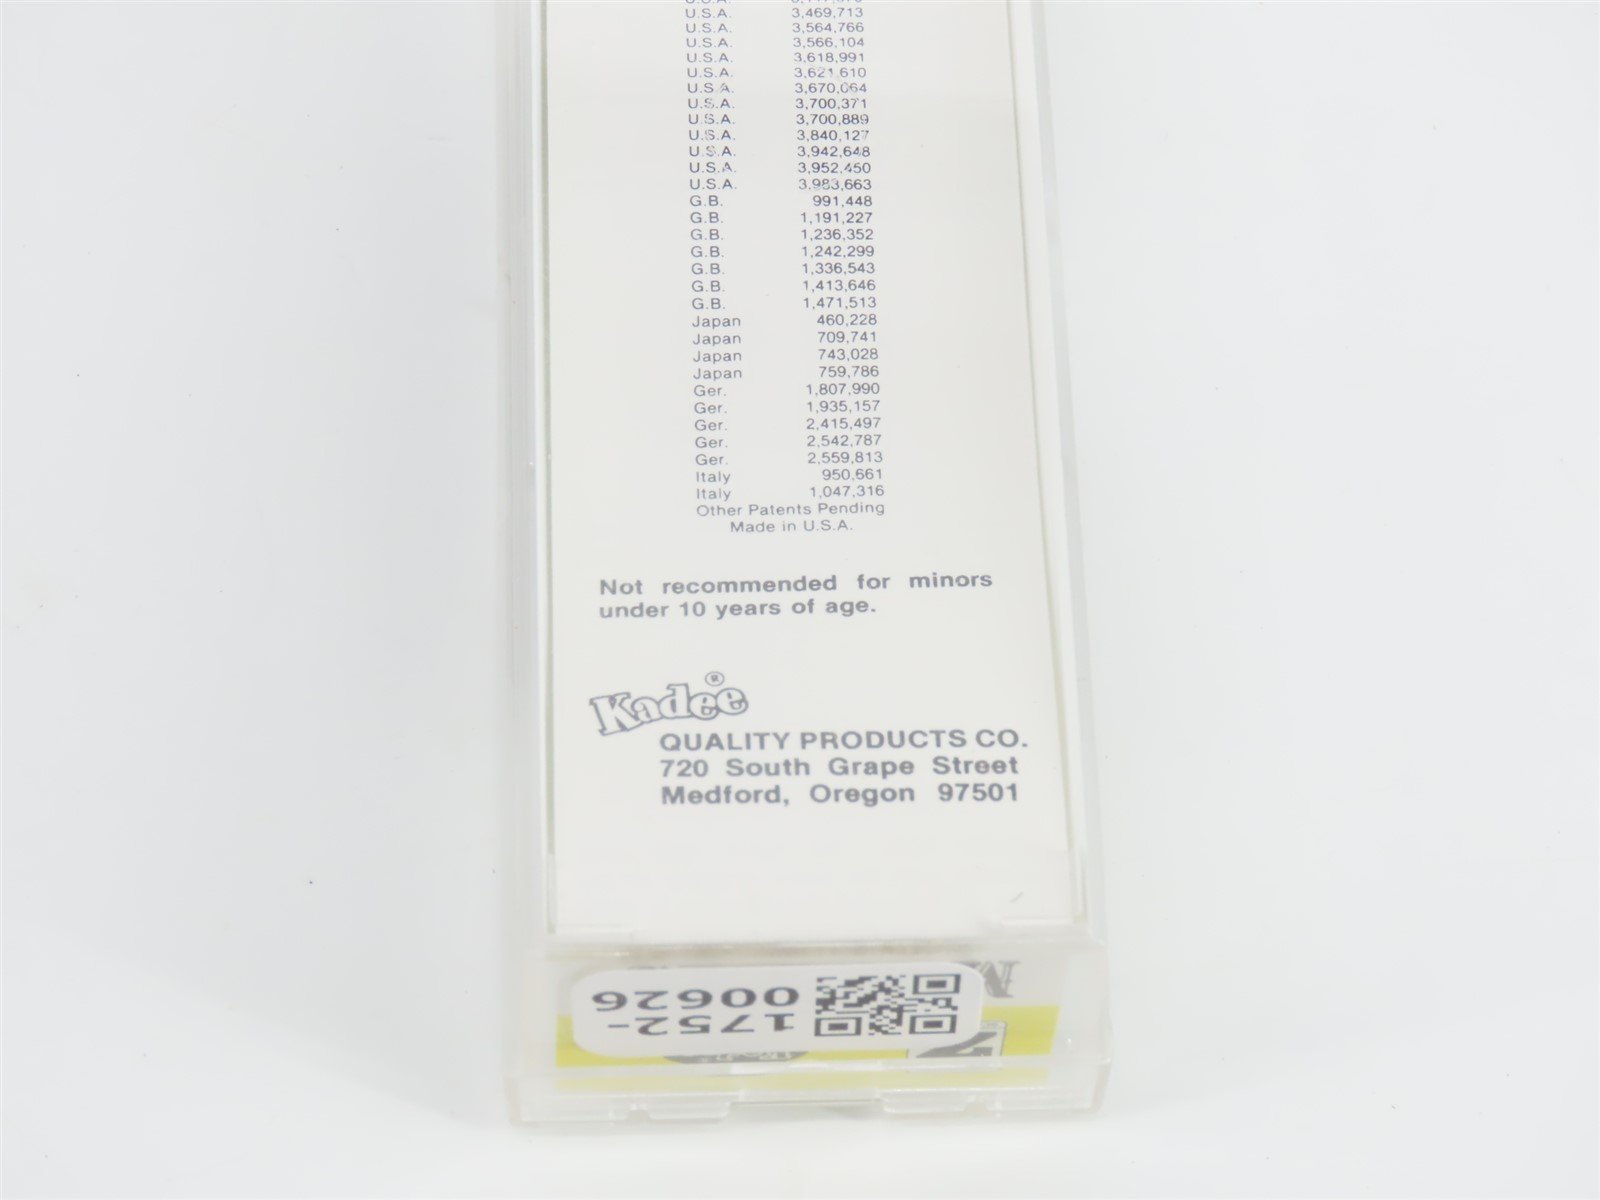 U.S.A. 3,469,713
U.S.A. 3,564,766
U.S.A. 3,566,104
U.S.A. 3,618,991
U.S.A. 3,621,610
U.S.A. 3,670,064
U.S.A. 3,700,371
U.S.A. 3,700,889
U.S.A. 3,840,127
U.S.A. 3,942,648
U.S.A. 3,952,450
U.S.A. 3,983,663
G.B. 991,448
G.B. 1,191,227
G.B. 1,236,352
G.B. 1,242,299
G.B. 1,336,543
G.B. 1,413,646
G.B. 1,471,513
Japan 460,228
Japan 709,741
Japan 743,028
Japan 759,786
Ger. 1,807,990
Ger. 1,935,157
Ger. 2,415,497
Ger. 2,542,787
Ger. 2,559,813
Italy 950,661
Italy 1,047,316
Other Patents Pending
Made in U.S.A.
Not recommended for minors
under 10 years of age.
Kadee®
QUALITY PRODUCTS CO.
720 South Grape Street
Medford, Oregon 97501
1752-
00626